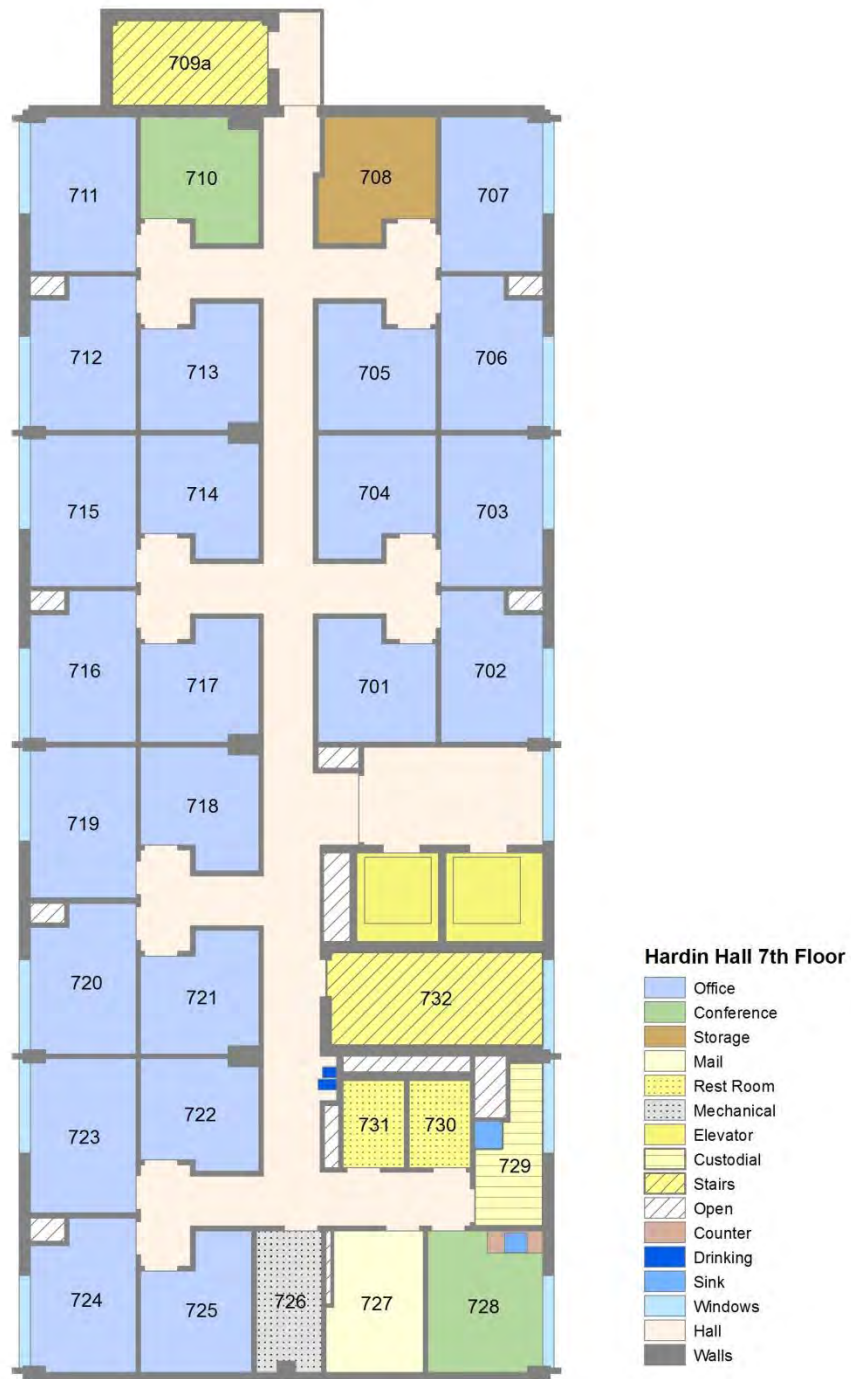 709a
711
710
708
707
712
713
705
706
715
714
704
703
716
717
701
702
719
718
720
721
732
723
722
731
730
729
724
725
726
727
728
Hardin Hall 7th Floor
Office
Conference
Storage
Mail
Rest Room
Mechanical
Elevator
Custodial
Stairs
Open
Counter
Drinking
Sink
Windows
Hall
Walls